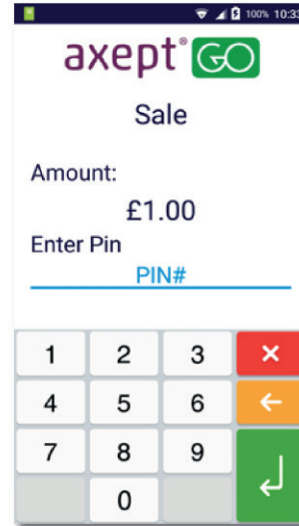 100% 10:33
axept® GO
Sale
Amount:
£1.00
Enter Pin
PIN#
1 2 3 ×
4 5 6 ←
7 8 9
0